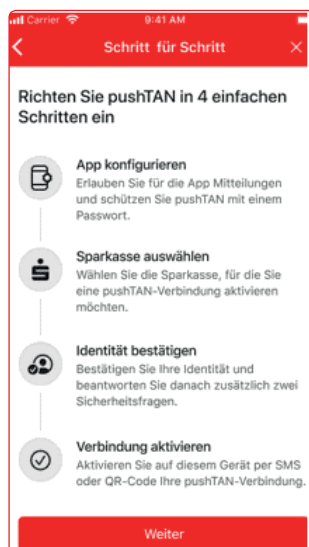 Carrier 9:41 AM
Schritt für Schritt
Richten Sie pushTAN in 4 einfachen
Schritten ein
App konfigurieren
Erlauben Sie für die App Mitteilungen
und schützen Sie pushTAN mit einem
Passwort.
Sparkasse auswählen
Wählen Sie die Sparkasse, für die Sie
eine pushTAN-Verbindung aktivieren
möchten.
Identität bestätigen
Bestätigen Sie Ihre Identität und
beantworten Sie danach zusätzlich zwei
Sicherheitsfragen.
Verbindung aktivieren
Aktivieren Sie auf diesem Gerät per SMS
oder QR-Code Ihre pushTAN-Verbindung.
Weiter